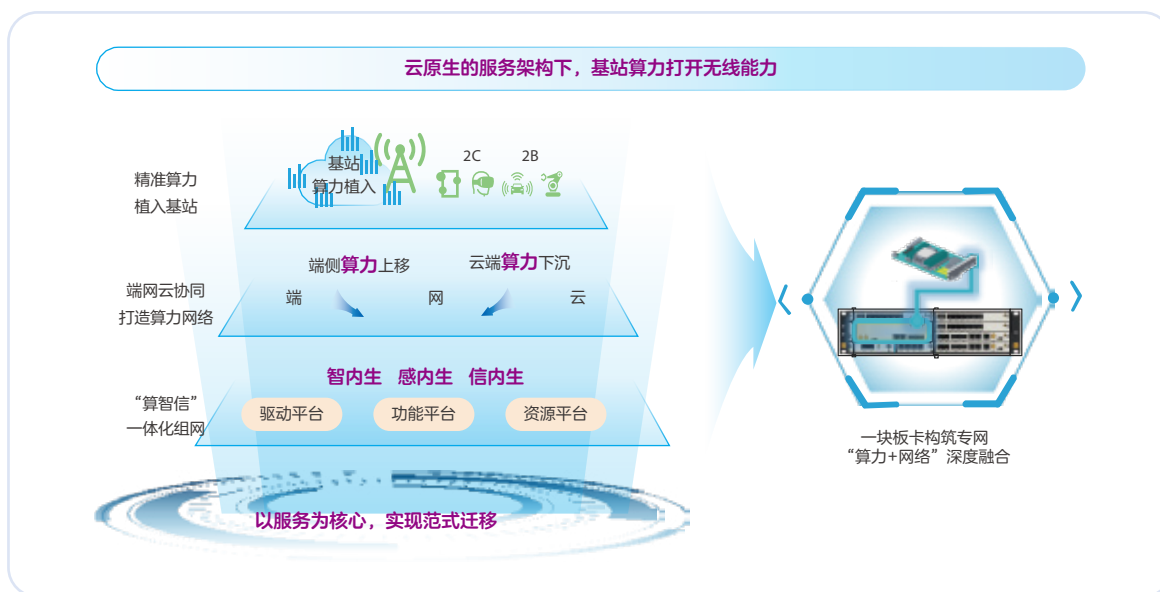 云原生的服务架构下，基站算力打开无线能力
精准算力
植入基站
基站
算力植入
2C
2B
端网云协同
打造算力网络
端侧算力上移
云端算力下沉
端
网
云
“算智信”
一体化组网
智内生 感内生 信内生
驱动平台
功能平台
资源平台
以服务为核心，实现范式迁移
一块板卡构筑专网
“算力+网络”深度融合